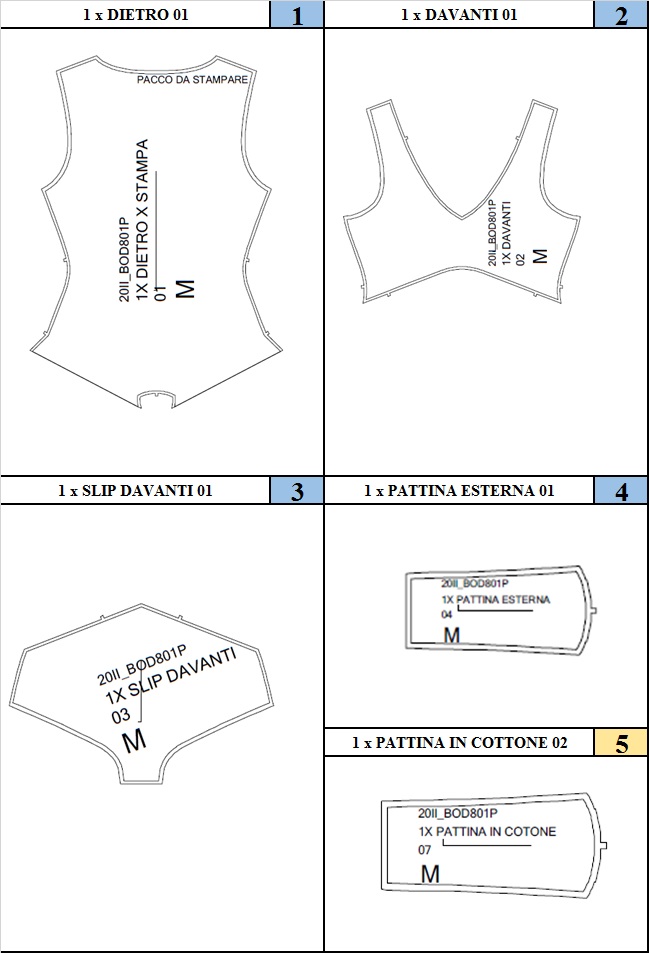 1 x DIETRO 01
1
PACCO DA STAMPARE
20II_BOD801P
1X DIETRO X STAMPA
01
M
1 x DAVANTI 01
2
20II_BOD801P
1X DAVANTI
02
M
1 x SLIP DAVANTI 01
3
20II_BOD801P
1X SLIP DAVANTI
03
M
1 x PATTINA ESTERNA 01
4
20II_BOD801P
1X PATTINA ESTERNA
04
M
1 x PATTINA IN COTTONE 02
5
20II_BOD801P
1X PATTINA IN COTONE
07
M